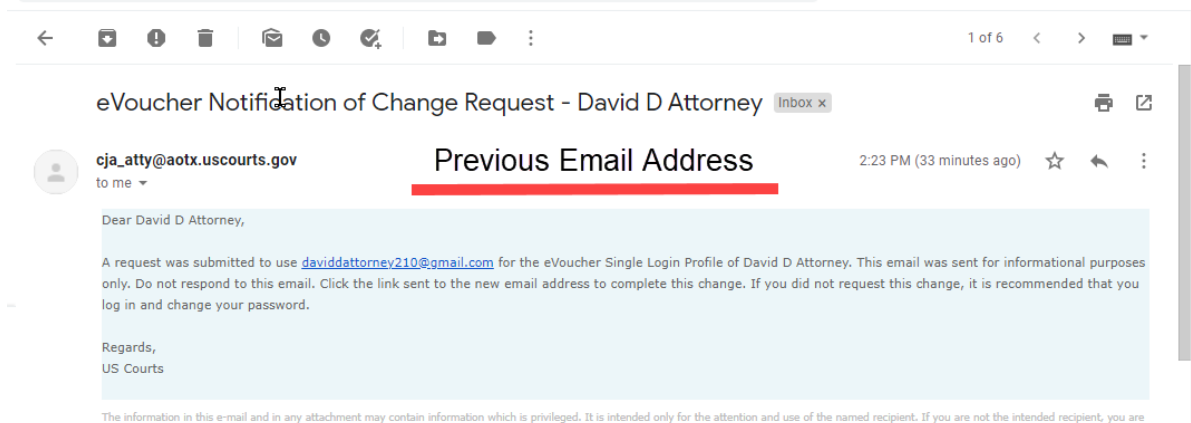 1 of 6
eVoucher Notification of Change Request - David D Attorney Inbox x
cja_atty@aotx.uscourts.gov Previous Email Address 2:23 PM (33 minutes ago)
to me
Dear David D Attorney,
A request was submitted to use daviddattorney210@gmail.com for the eVoucher Single Login Profile of David D Attorney. This email was sent for informational purposes
only. Do not respond to this email. Click the link sent to the new email address to complete this change. If you did not request this change, it is recommended that you
log in and change your password.
Regards,
US Courts
The information in this e-mail and in any attachment may contain information which is privileged. It is intended only for the attention and use of the named recipient. If you are not the intended recipient, you are